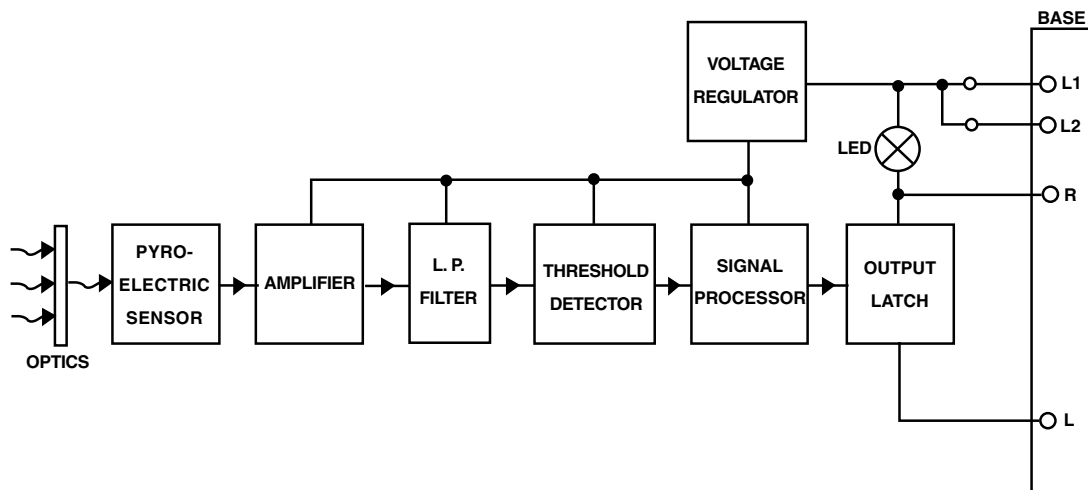 BASE
VOLTAGE
REGULATOR
L1
L2
LED
R
PYRO-
ELECTRIC
SENSOR
AMPLIFIER
L. P.
FILTER
THRESHOLD
DETECTOR
SIGNAL
PROCESSOR
OUTPUT
LATCH
OPTICS
L